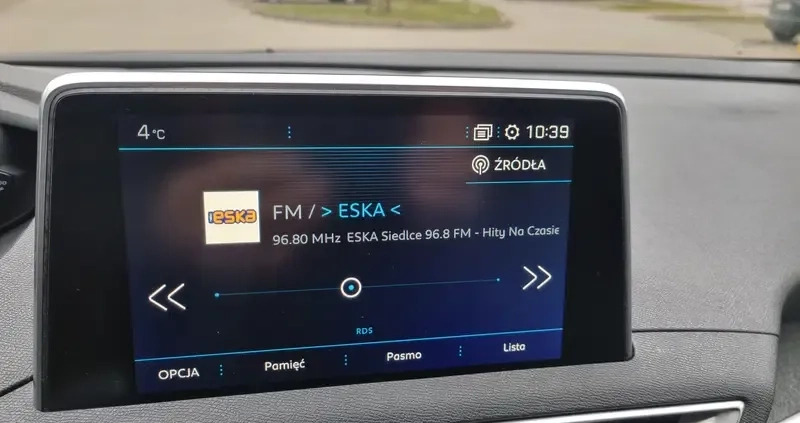 4°C
10:39
ŹRÓDŁA
eska
FM / > ESKA <
96.80 MHz ESKA Siedlce 96.8 FM - Hity Na Czasie
RDS
OPCJA Pamięć Pasmo Lista